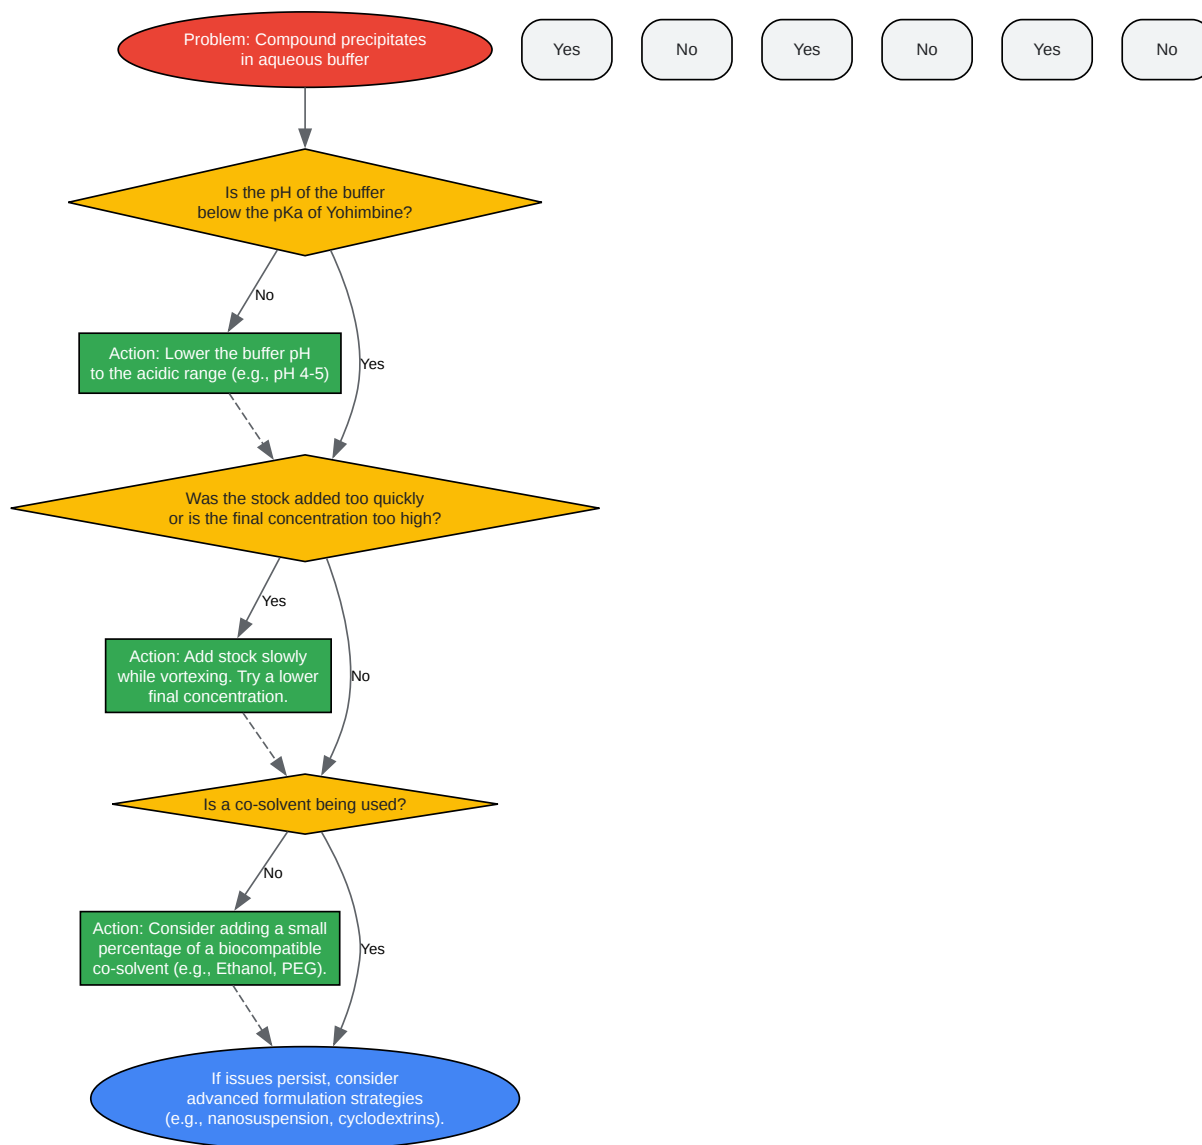 Problem: Compound precipitates
in aqueous buffer
Yes
No
Yes
No
Yes
No
Is the pH of the buffer
below the pKa of Yohimbine?
No
Action: Lower the buffer pH
to the acidic range (e.g., pH 4-5)
Yes
Was the stock added too quickly
or is the final concentration too high?
Yes
Action: Add stock slowly
while vortexing. Try a lower
final concentration.
No
Is a co-solvent being used?
No
Action: Consider adding a small
percentage of a biocompatible
co-solvent (e.g., Ethanol, PEG).
Yes
If issues persist, consider
advanced formulation strategies
(e.g., nanosuspension, cyclodextrins).